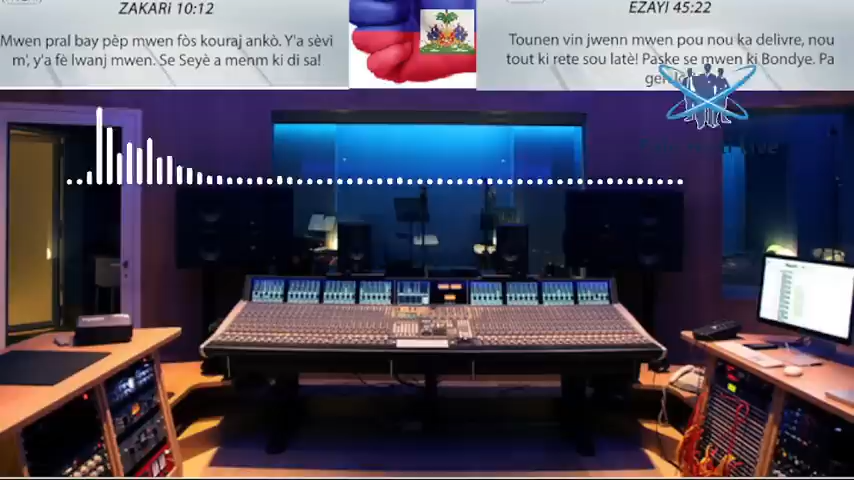 ZAKARI 10:12
Mwen pral bay pèp mwen fòs kouraj ankò. Y'a sèvi
m', y'a fè lwanj mwen. Se Seyè a menm ki di sa!
EZAYI 45:22
Tounen vin jwenn mwen pou nou ka delivre, nou
tout ki rete sou latè! Paske se mwen ki Bondye. Pa
Live